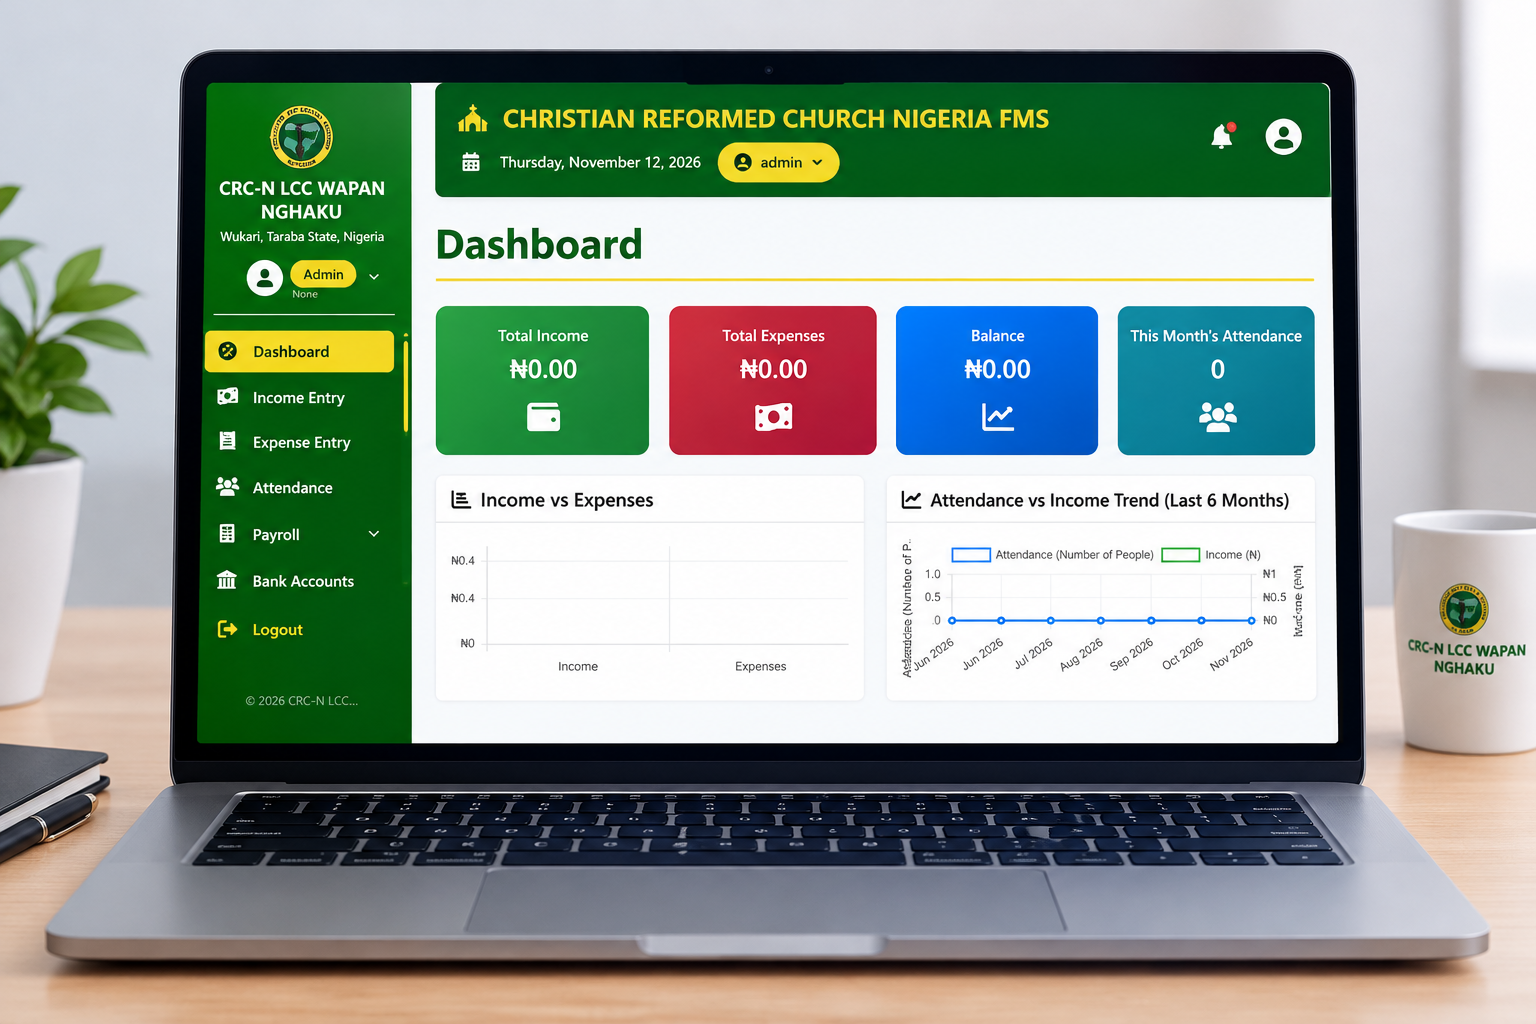 CRC-N LCC WAPAN
NGHAKU
Wukari, Taraba State, Nigeria
Admin
None
Dashboard
Income Entry
Expense Entry
Attendance
Payroll
Bank Accounts
Logout
© 2026 CRC-N LCC...
CHRISTIAN REFORMED CHURCH NIGERIA FMS
Thursday, November 12, 2026
admin
Dashboard
Total Income
₦0.00
Total Expenses
₦0.00
Balance
₦0.00
This Month's Attendance
0
Income vs Expenses
₦0.4
₦0.4
₦0
Income
Expenses
Attendance vs Income Trend (Last 6 Months)
Attendance (Number of People)
Income (₦)
1.0
0.5
.0
₦1
₦0.5
₦0
Jun 2026
Jun 2026
Jul 2026
Aug 2026
Sep 2026
Oct 2026
Nov 2026
CRC-N LCC WAPAN
NGHAKU